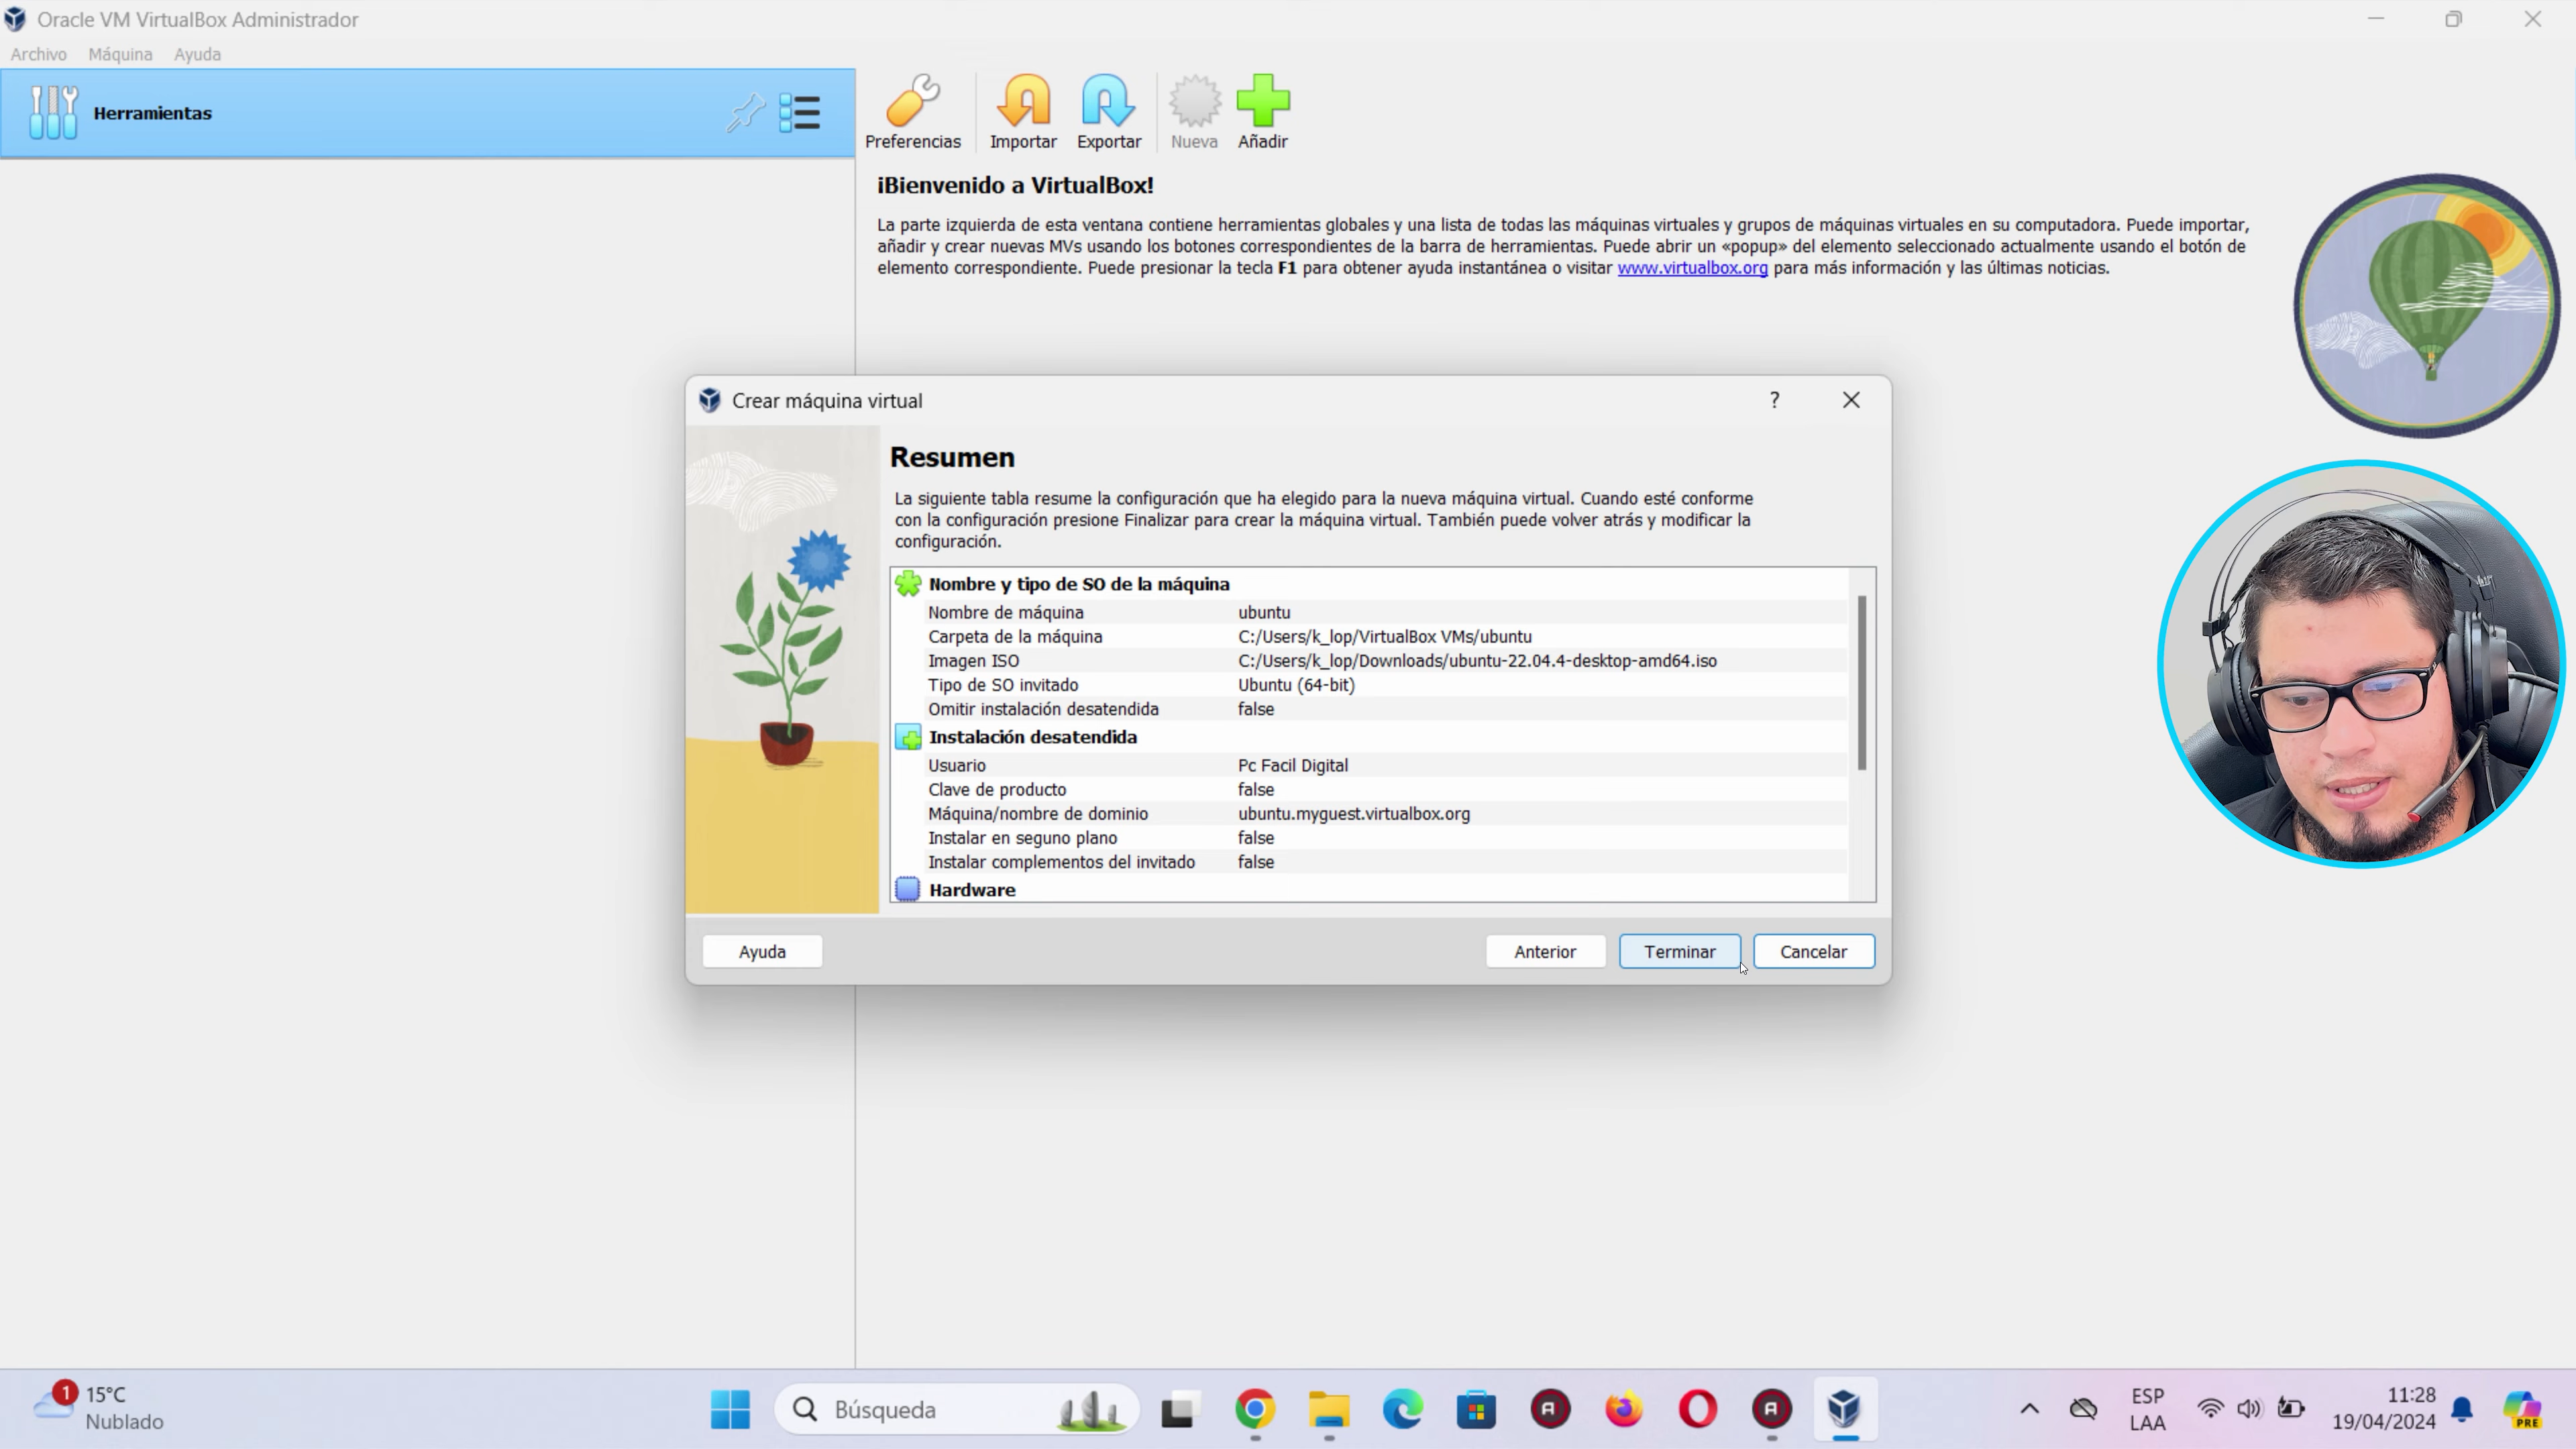 Oracle VM VirtualBox Administrador
Archivo Máquina Ayuda
Herramientas
Preferencias Importar Exportar Nueva Añadir
¡Bienvenido a VirtualBox!
La parte izquierda de esta ventana contiene herramientas globales y una lista de todas las máquinas virtuales y grupos de máquinas virtuales en su computadora. Puede importar,
añadir y crear nuevas MVs usando los botones correspondientes de la barra de herramientas. Puede abrir un «popup» del elemento seleccionado actualmente usando el botón de
elemento correspondiente. Puede presionar la tecla F1 para obtener ayuda instantánea o visitar www.virtualbox.org para más información y las últimas noticias.
Crear máquina virtual
?
Resumen
La siguiente tabla resume la configuración que ha elegido para la nueva máquina virtual. Cuando esté conforme
con la configuración presione Finalizar para crear la máquina virtual. También puede volver atrás y modificar la
configuración.
Nombre y tipo de SO de la máquina
Nombre de máquina ubuntu
Carpeta de la máquina C:/Users/k_lop/VirtualBox VMs/ubuntu
Imagen ISO C:/Users/k_lop/Downloads/ubuntu-22.04.4-desktop-amd64.iso
Tipo de SO invitado Ubuntu (64-bit)
Omitir instalación desatendida false
Instalación desatendida
Usuario Pc Facil Digital
Clave de producto false
Máquina/nombre de dominio ubuntu.myguest.virtualbox.org
Instalar en seguno plano false
Instalar complementos del invitado false
Hardware
Ayuda Anterior Terminar Cancelar
1 15°C
Nublado
Búsqueda
ESP
LAA
11:28
19/04/2024
PRE